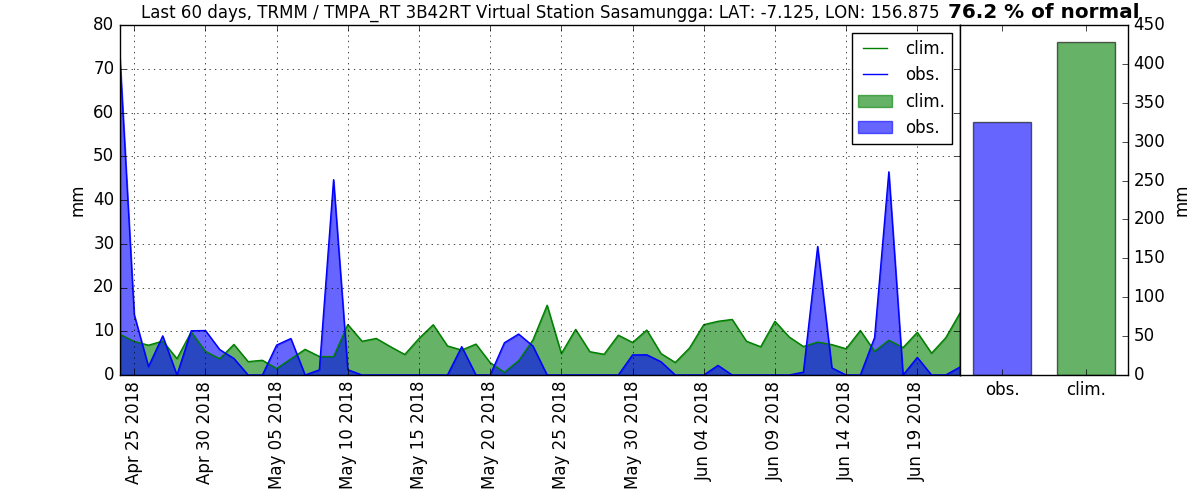 Last 60 days, TRMM / TMPA_RT 3B42RT Virtual Station Sasamungga: LAT: -7.125, LON: 156.875 76.2 % of normal
mm
80
70
60
50
40
30
20
10
0
clim.
obs.
clim.
obs.
Apr 25 2018
Apr 30 2018
May 05 2018
May 10 2018
May 15 2018
May 20 2018
May 25 2018
May 30 2018
Jun 04 2018
Jun 09 2018
Jun 14 2018
Jun 19 2018
450
400
350
300
250
200
150
100
50
0
mm
obs. clim.